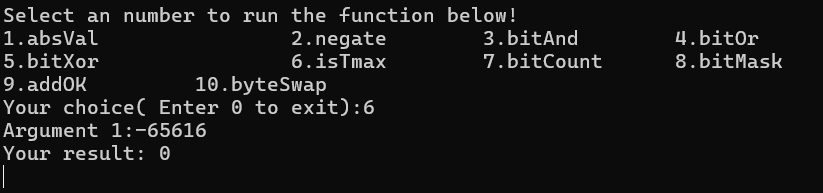 Select an number to run the function below!
1.absVal 2.negate 3.bitAnd 4.bitOr
5.bitXor 6.isTmax 7.bitCount 8.bitMask
9.addOK 10.byteSwap
Your choice( Enter 0 to exit):6
Argument 1:-65616
Your result: 0